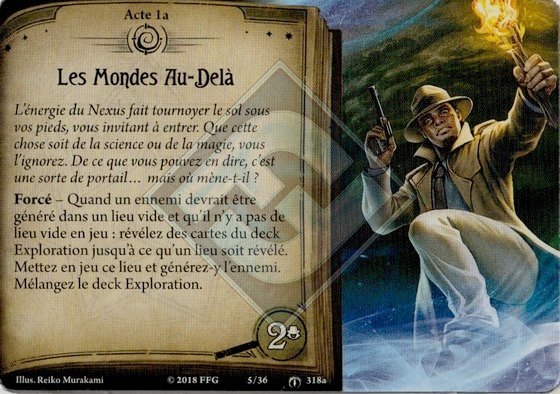 Acte 1a
Les Mondes Au-Delà
L'énergie du Nexus fait tournoyer le sol sous
vos pieds, vous invitant à entrer. Que cette
chose soit de la science ou de la magie, vous
l'ignorez. De ce que vous pouvez en dire, c'est
une sorte de portail… mais où mène-t-il ?
Forcé – Quand un ennemi devrait être
généré dans un lieu vide et qu'il n'y a pas de
lieu vide en jeu : révélez des cartes du deck
Exploration jusqu'à ce qu'un lieu soit révélé.
Mettez en jeu ce lieu et générez-y l'ennemi.
Mélangez le deck Exploration.
2
Illus. Reiko Murakami © 2018 FFG 5/36 318a